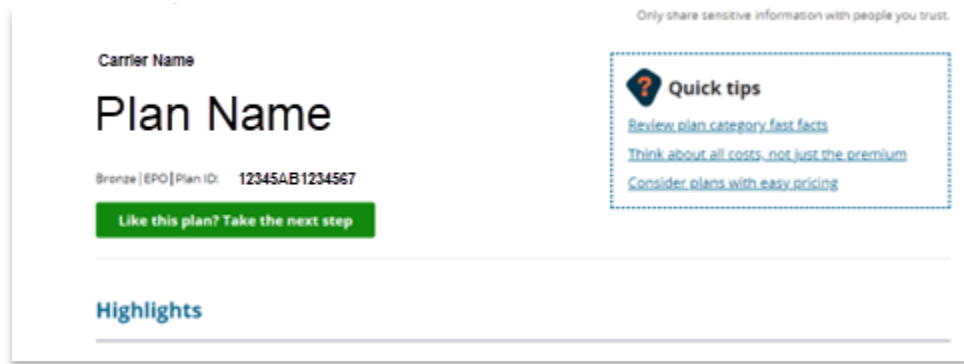 Only share sensitive information with people you trust.
Carrier Name
Plan Name
Bronze|EPO|Plan ID: 12345AB1234567
Like this plan? Take the next step
Quick tips
Review plan category fast facts
Think about all costs, not just the premium
Consider plans with easy pricing
Highlights